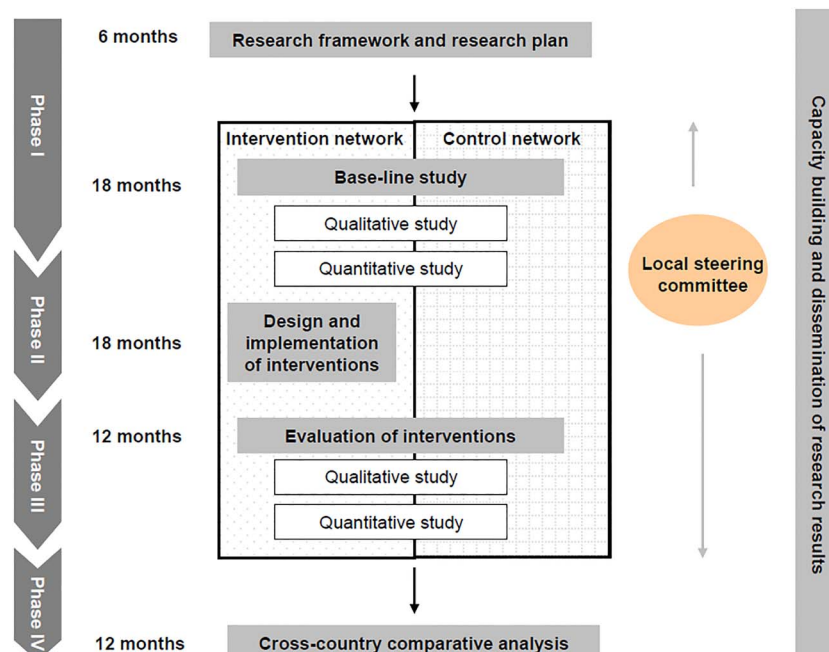 6 months
Research framework and research plan
Phase I
Intervention network
Control network
18 months
Base-line study
Qualitative study
Quantitative study
Local steering
committee
Phase II
18 months
Design and
implementation
of interventions
Phase III
12 months
Evaluation of interventions
Qualitative study
Quantitative study
Phase IV
12 months
Cross-country comparative analysis
Capacity building and dissemination of research results